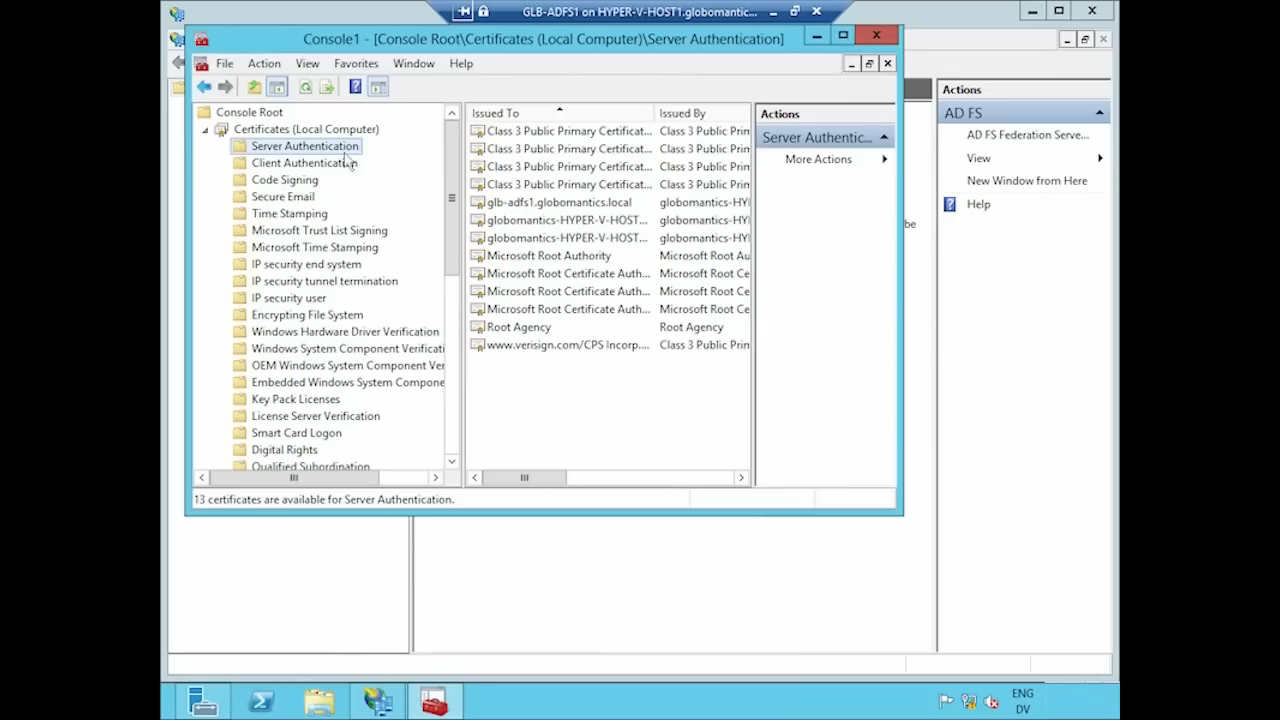 GLB-ADFS1 on HYPER-V-HOST1.globomantic...
Console1 - [Console Root\Certificates (Local Computer)\Server Authentication]
File Action View Favorites Window Help
Console Root
Certificates (Local Computer)
Server Authentication
Client Authentication
Code Signing
Secure Email
Time Stamping
Microsoft Trust List Signing
Microsoft Time Stamping
IP security end system
IP security tunnel termination
IP security user
Encrypting File System
Windows Hardware Driver Verification
Windows System Component Verificati
OEM Windows System Component Ver
Embedded Windows System Compone
Key Pack Licenses
License Server Verification
Smart Card Logon
Digital Rights
Qualified Subordination
Issued To Issued By
Class 3 Public Primary Certificat... Class 3 Public Prin
Class 3 Public Primary Certificat... Class 3 Public Prin
Class 3 Public Primary Certificat... Class 3 Public Prin
Class 3 Public Primary Certificat... Class 3 Public Prin
glb-adfs1.globomantics.local globomantics-HYI
globomantics-HYPER-V-HOST... globomantics-HYI
globomantics-HYPER-V-HOST... globomantics-HYI
Microsoft Root Authority Microsoft Root Au
Microsoft Root Certificate Auth... Microsoft Root Ce
Microsoft Root Certificate Auth... Microsoft Root Ce
Microsoft Root Certificate Auth... Microsoft Root Ce
Root Agency Root Agency
www.verisign.com/CPS Incorp.... Class 3 Public Prin
Actions
Server Authentic...
More Actions
13 certificates are available for Server Authentication.
Actions
AD FS
AD FS Federation Serve...
View
New Window from Here
Help
be
ENG
DV